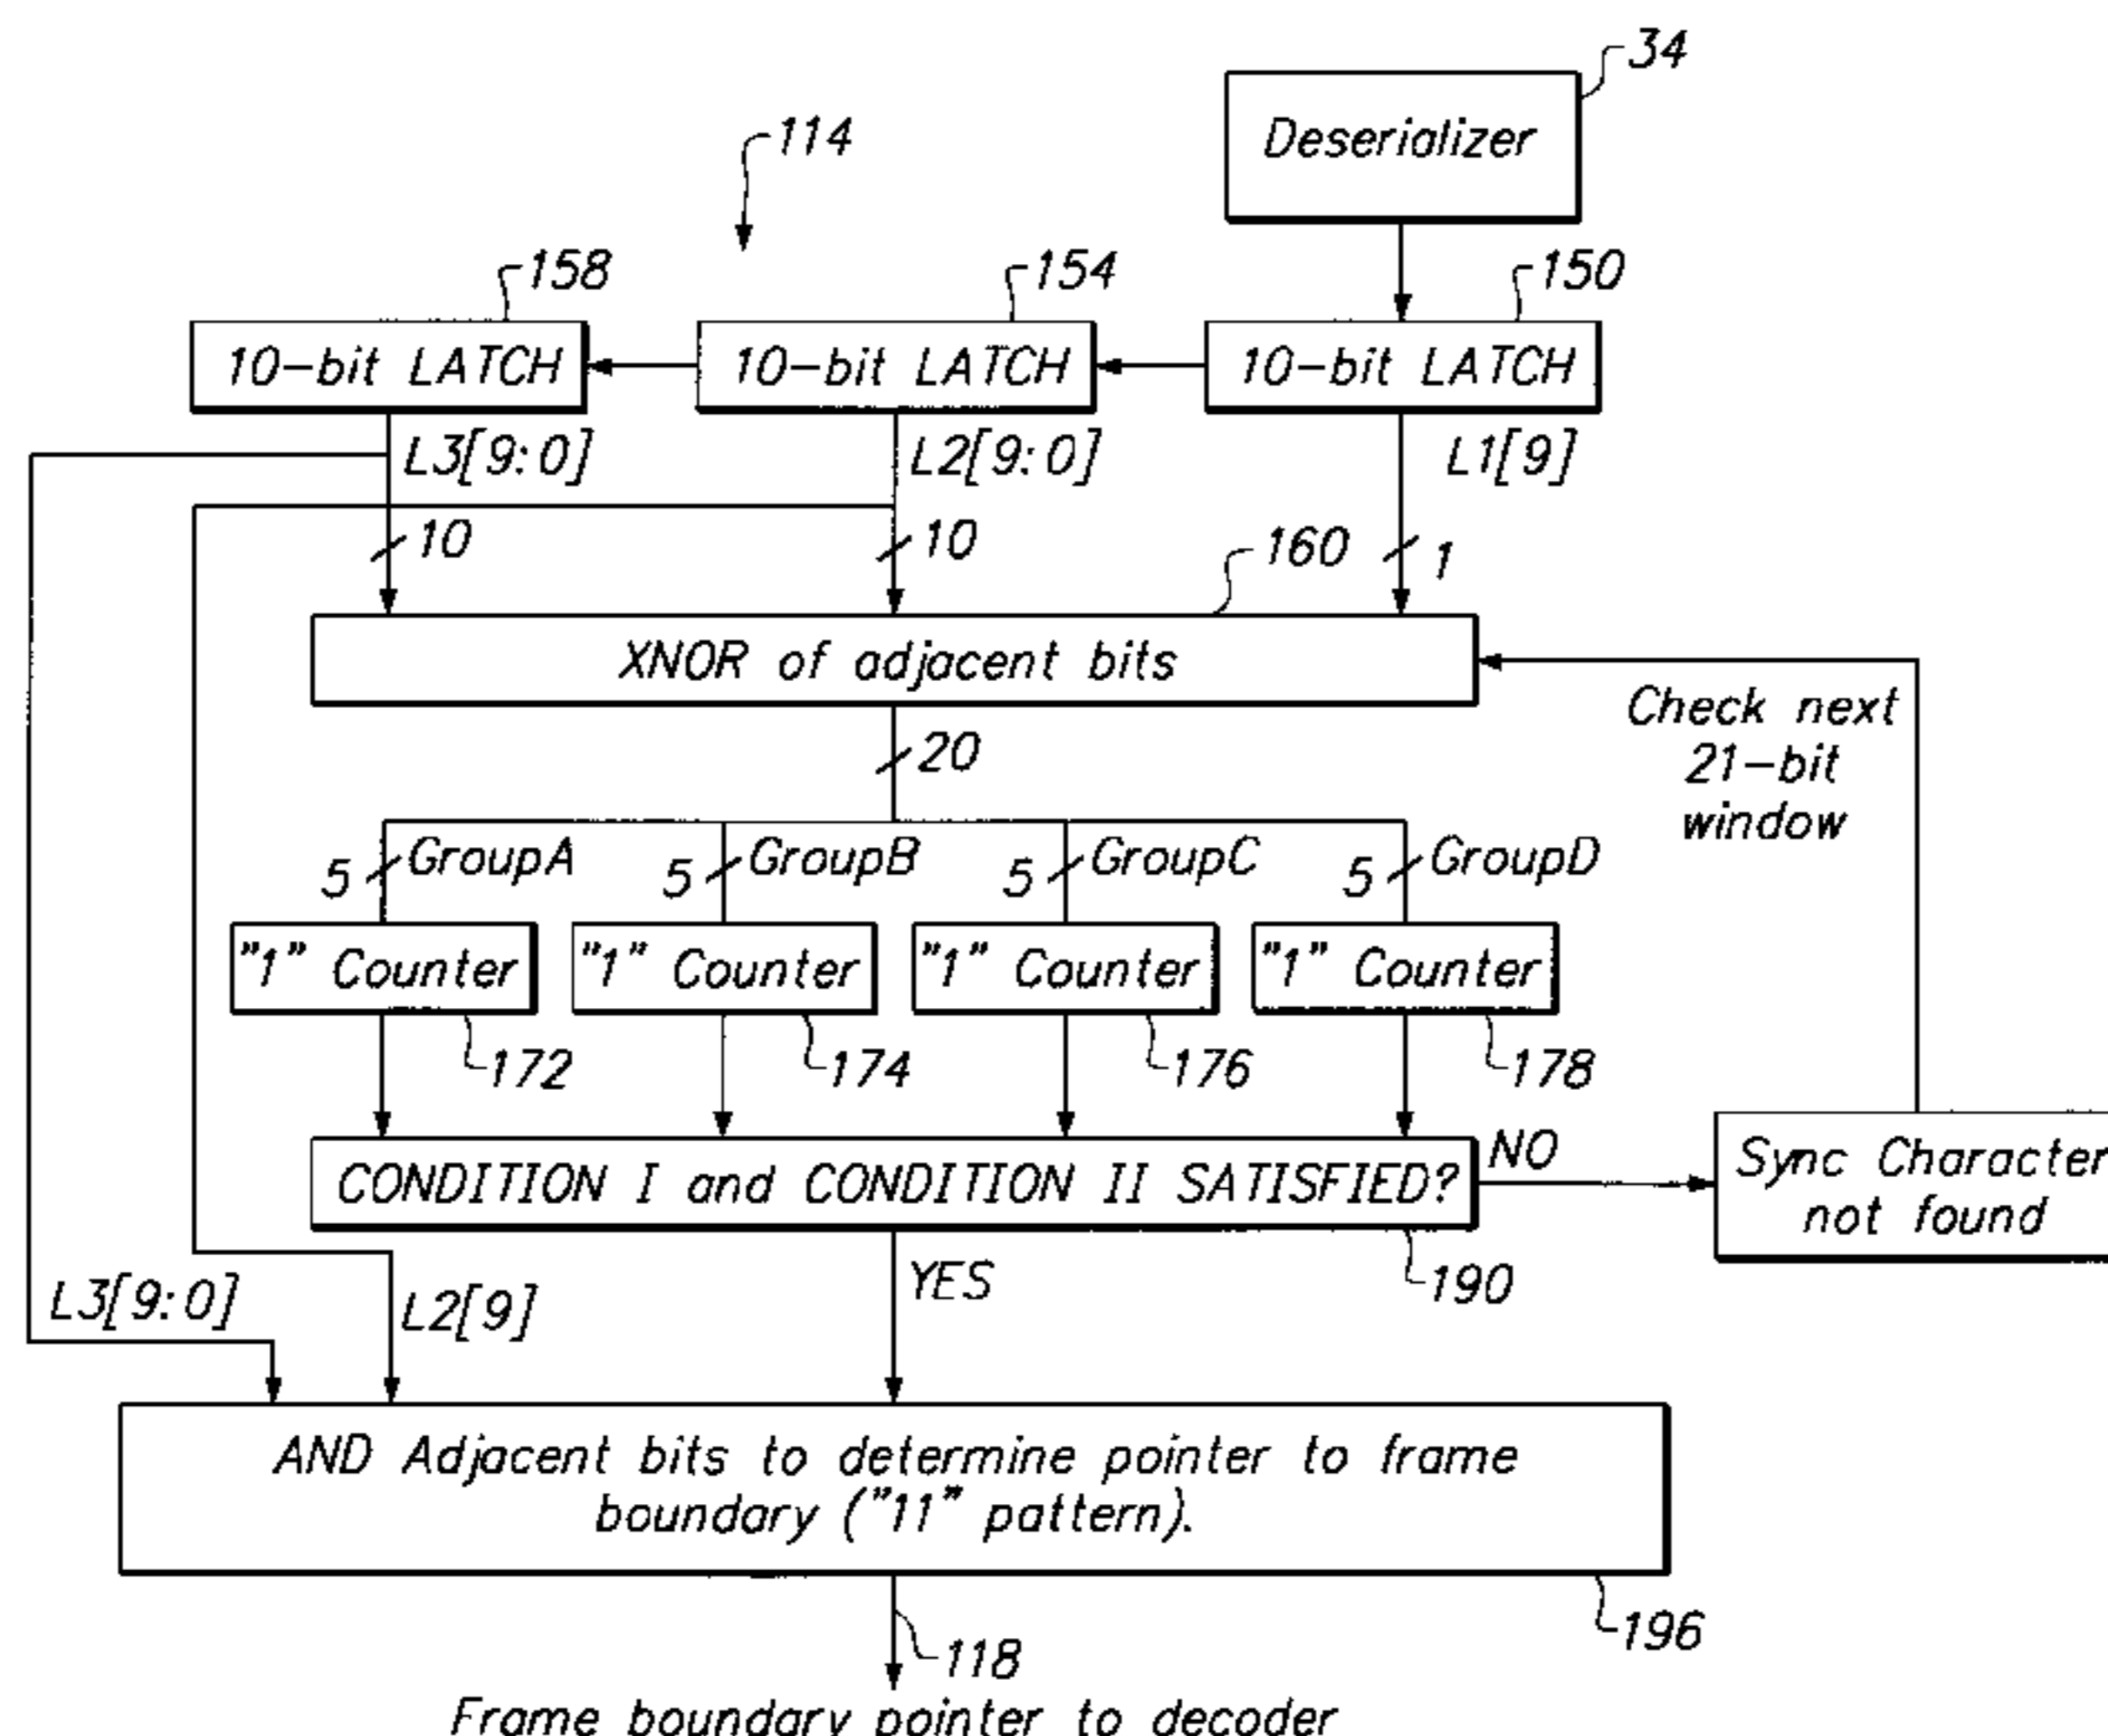 34
Deserializer
114
158
154
150
10-bit LATCH
10-bit LATCH
10-bit LATCH
L3[9:0]
L2[9:0]
L1[9]
10
10
160
1
XNOR of adjacent bits
Check next
21-bit
window
20
5
GroupA
5
GroupB
5
GroupC
5
GroupD
"1" Counter
"1" Counter
"1" Counter
"1" Counter
172
174
176
178
CONDITION I and CONDITION II SATISFIED?
NO
Sync Character
not found
190
YES
L3[9:0]
L2[9]
AND Adjacent bits to determine pointer to frame
boundary ("11" pattern).
196
118
Frame boundary pointer to decoder